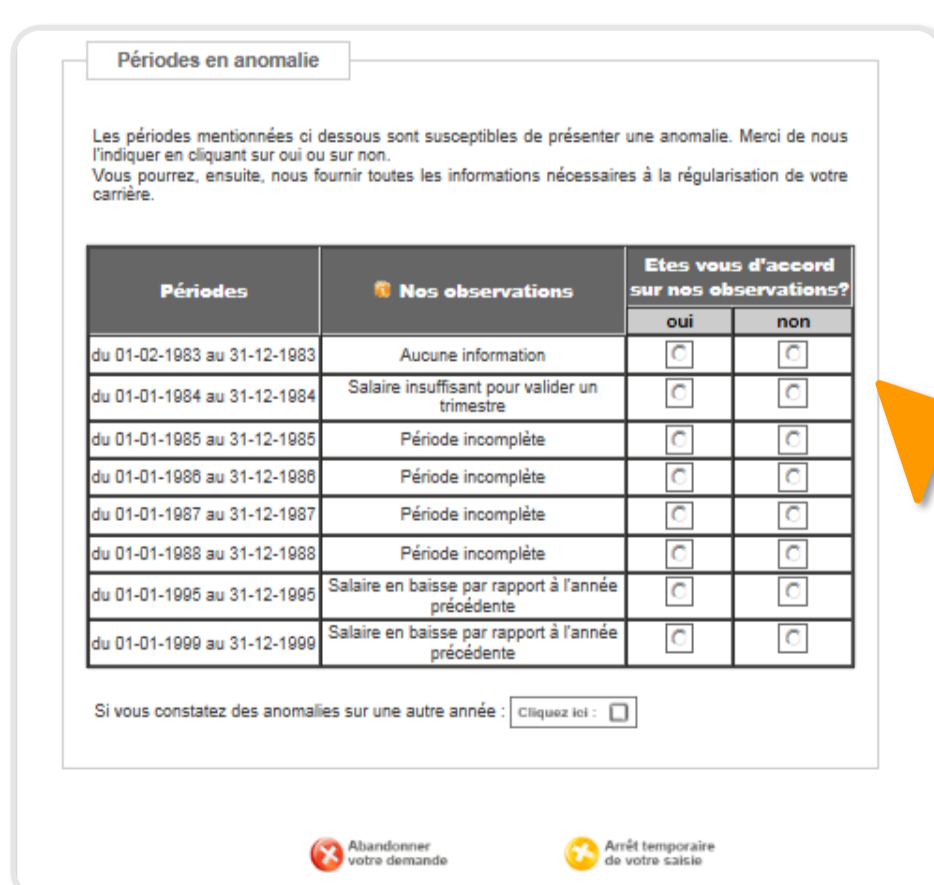 Périodes en anomalie
Les périodes mentionnées ci dessous sont susceptibles de présenter une anomalie. Merci de nous
l'indiquer en cliquant sur oui ou sur non.
Vous pourrez, ensuite, nous fournir toutes les informations nécessaires à la régularisation de votre
carrière.
Périodes
Nos observations
Etes vous d'accord
sur nos observations?
oui non
du 01-02-1983 au 31-12-1983 Aucune information
du 01-01-1984 au 31-12-1984 Salaire insuffisant pour valider un
trimestre
du 01-01-1985 au 31-12-1985 Période incomplète
du 01-01-1986 au 31-12-1986 Période incomplète
du 01-01-1987 au 31-12-1987 Période incomplète
du 01-01-1988 au 31-12-1988 Période incomplète
du 01-01-1995 au 31-12-1995 Salaire en baisse par rapport à l'année
précédente
du 01-01-1999 au 31-12-1999 Salaire en baisse par rapport à l'année
précédente
Si vous constatez des anomalies sur une autre année : Cliquez ici :
Abandonner
votre demande
Arrêt temporaire
de votre saisie